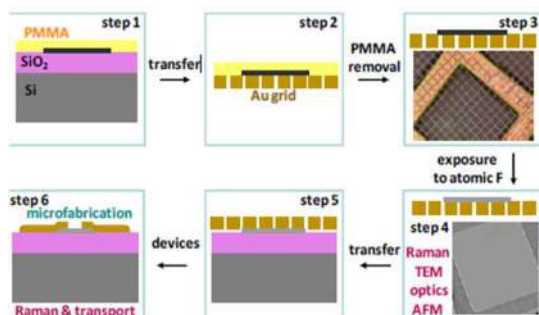 step 1
PMMA
SiO2
Si
transfer
step 2
Au grid
PMMA
removal
step 3
exposure
to atomic F
step 4
Raman
TEM
optics
AFM
transfer
step 5
devices
step 6
microfabrication
Raman & transport